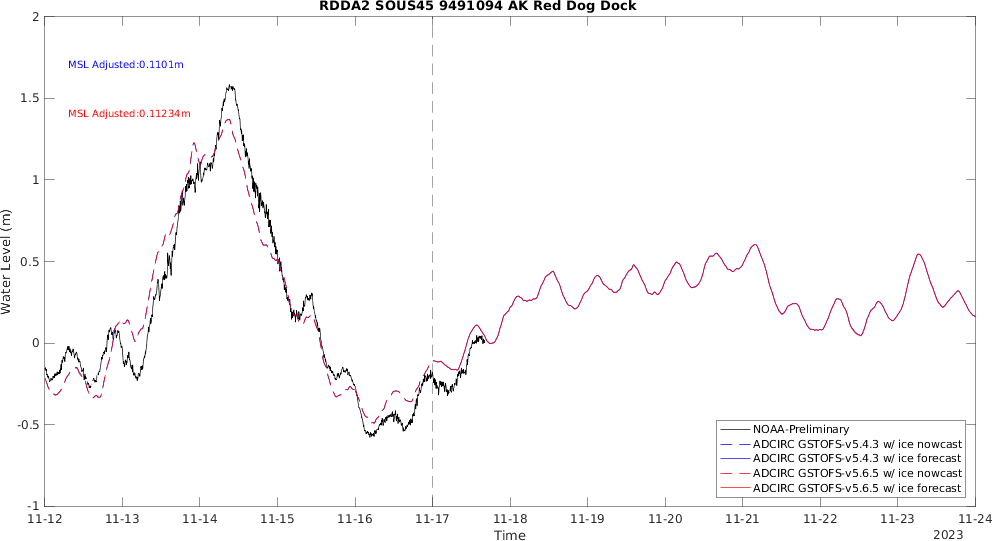 RDDA2 SOUS45 9491094 AK Red Dog Dock
2
1.5
1
0.5
0
-0.5
-1
Water Level (m)
MSL Adjusted:0.1101m
MSL Adjusted:0.11234m
NOAA-Preliminary
ADCIRC GSTOFS-v5.4.3 w/ ice nowcast
ADCIRC GSTOFS-v5.4.3 w/ ice forecast
ADCIRC GSTOFS-v5.6.5 w/ ice nowcast
ADCIRC GSTOFS-v5.6.5 w/ ice forecast
11-12 11-13 11-14 11-15 11-16 11-17 11-18 11-19 11-20 11-21 11-22 11-23 11-24
Time
2023